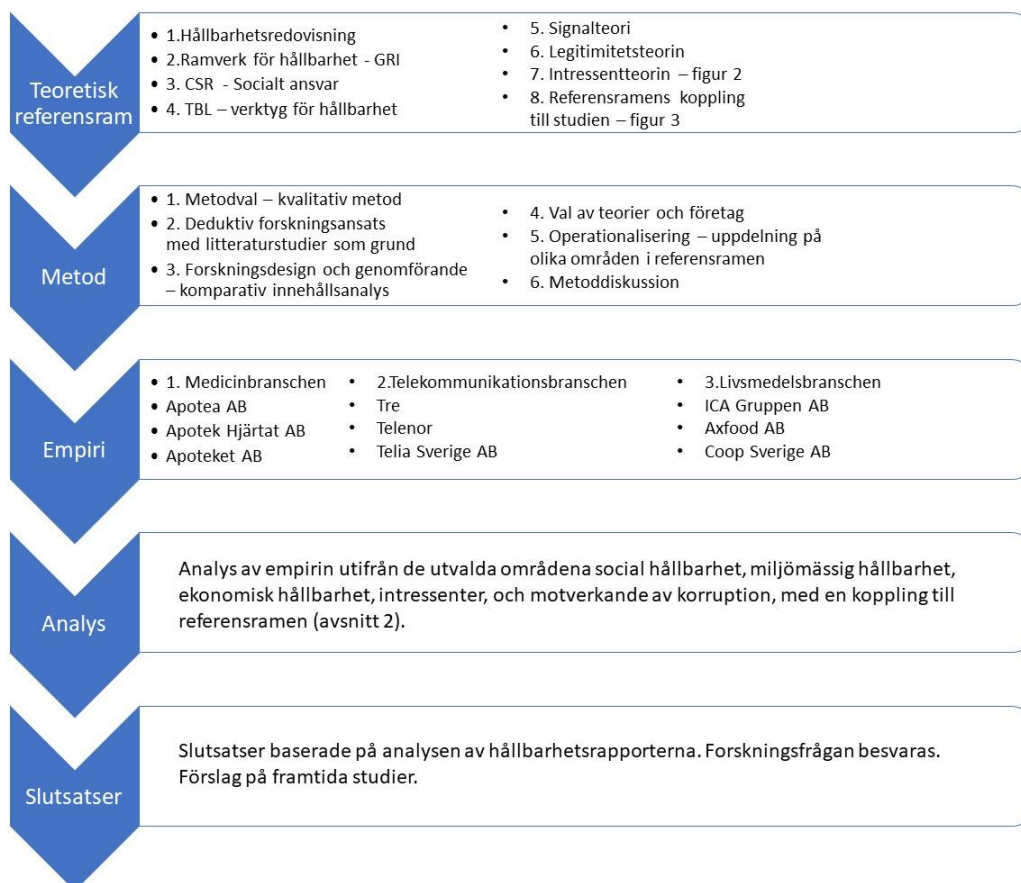 Teoretisk
referensram
• 1.Hållbarhetsredovisning
• 2.Ramverk för hållbarhet - GRI
• 3. CSR - Socialt ansvar
• 4. TBL – verktyg för hållbarhet
• 5. Signalteori
• 6. Legitimitetsteorin
• 7. Intressentteorin – figur 2
• 8. Referensramens koppling
till studien – figur 3
Metod
• 1. Metodval – kvalitativ metod
• 2. Deduktiv forskningsansats
med litteraturstudier som grund
• 3. Forskningsdesign och genomförande
– komparativ innehållsanalys
• 4. Val av teorier och företag
• 5. Operationalisering – uppdelning på
olika områden i referensramen
• 6. Metoddiskussion
Empiri
• 1. Medicinbranschen
• Apotea AB
• Apotek Hjärtat AB
• Apoteket AB
• 2.Telekommunikationsbranschen
• Tre
• Telenor
• Telia Sverige AB
• 3.Livsmedelsbranschen
• ICA Gruppen AB
• Axfood AB
• Coop Sverige AB
Analys
Analys av empirin utifrån de utvalda områdena social hållbarhet, miljömässig hållbarhet,
ekonomisk hållbarhet, intressenter, och motverkande av korruption, med en koppling till
referensramen (avsnitt 2).
Slutsatser
Slutsatser baserade på analysen av hållbarhetsrapporterna. Forskningsfrågan besvaras.
Förslag på framtida studier.